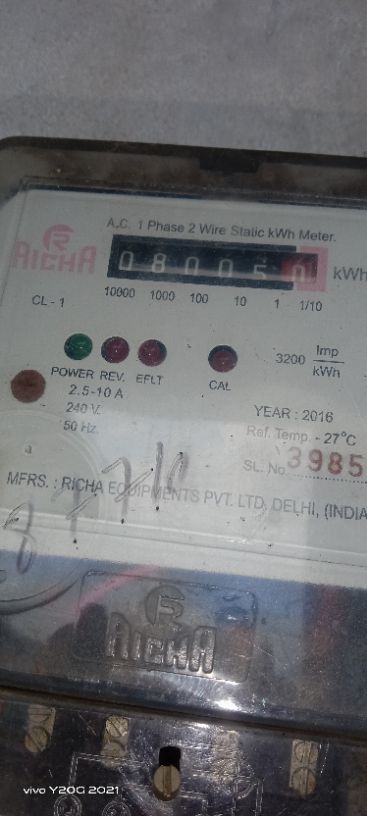 A.C. 1 Phase 2 Wire Static kWh Meter.
RICHA
080050 kWh
CL - 1
10000 1000 100 10 1 1/10
3200 Imp/kWh
POWER REV. EFLT CAL
2.5-10 A
240 V.
50 Hz.
YEAR : 2016
Ref. Temp. - 27°C
SL. No. 3985
MFRS. : RICHA EQUIPMENTS PVT. LTD. DELHI, (INDIA
RICHA
vivo Y20G 2021